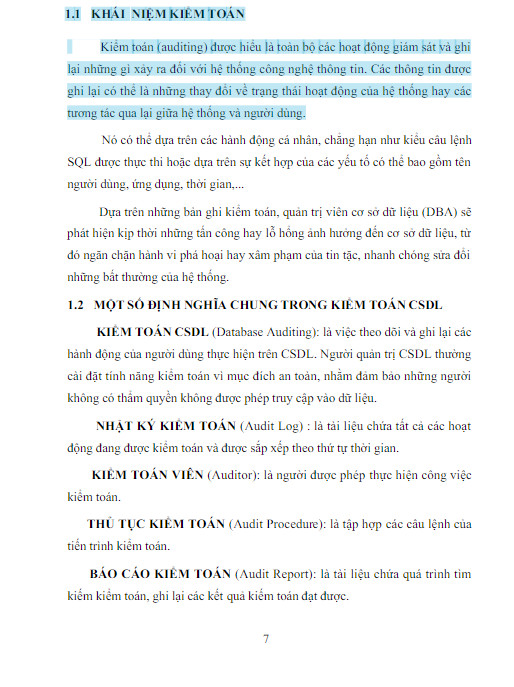 1.1 KHÁI NIỆM KIỂM TOÁN
Kiểm toán (auditing) được hiểu là toàn bộ các hoạt động giám sát và ghi
lại những gì xảy ra đối với hệ thống công nghệ thông tin. Các thông tin được
ghi lại có thể là những thay đổi về trạng thái hoạt động của hệ thống hay các
tương tác qua lại giữa hệ thống và người dùng.
Nó có thể dựa trên các hành động cá nhân, chẳng hạn như kiểu câu lệnh
SQL được thực thi hoặc dựa trên sự kết hợp của các yếu tố có thể bao gồm tên
người dùng, ứng dụng, thời gian,...
Dựa trên những bản ghi kiểm toán, quản trị viên cơ sở dữ liệu (DBA) sẽ
phát hiện kịp thời những tấn công hay lỗ hổng ảnh hưởng đến cơ sở dữ liệu, từ
đó ngăn chặn hành vi phá hoại hay xâm phạm của tin tặc, nhanh chóng sửa đổi
những bất thường của hệ thống.
1.2 MỘT SỐ ĐỊNH NGHĨA CHUNG TRONG KIỂM TOÁN CSDL
KIỂM TOÁN CSDL (Database Auditing): là việc theo dõi và ghi lại các
hành động của người dùng thực hiện trên CSDL. Người quản trị CSDL thường
cài đặt tính năng kiểm toán vì mục đích an toàn, nhằm đảm bảo những người
không có thẩm quyền không được phép truy cập vào dữ liệu.
NHẬT KÝ KIỂM TOÁN (Audit Log) : là tài liệu chứa tất cả các hoạt
động đang được kiểm toán và được sắp xếp theo thứ tự thời gian.
KIỂM TOÁN VIÊN (Auditor): là người được phép thực hiện công việc
kiểm toán.
THỦ TỤC KIỂM TOÁN (Audit Procedure): là tập hợp các câu lệnh của
tiến trình kiểm toán.
BÁO CÁO KIỂM TOÁN (Audit Report): là tài liệu chứa quá trình tìm
kiếm kiểm toán, ghi lại các kết quả kiểm toán đạt được.
7